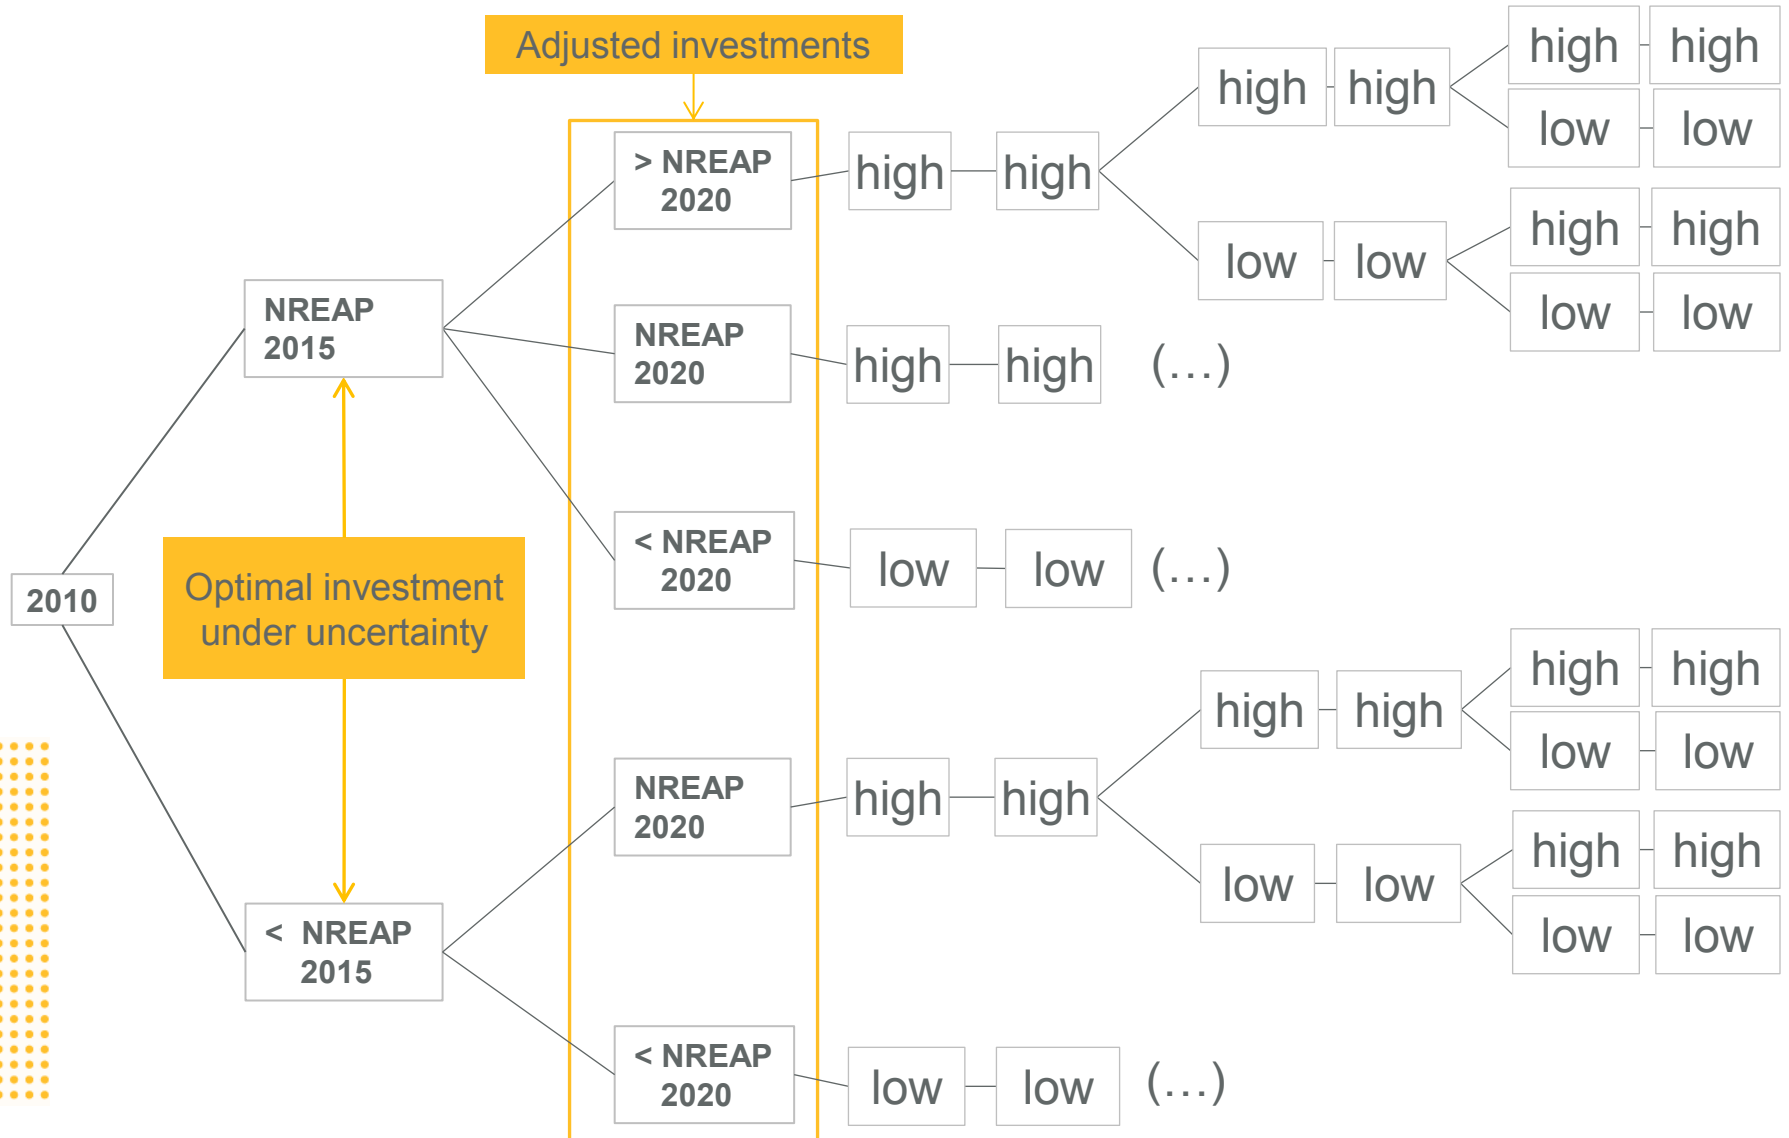 Adjusted investments
high high
high high
low low
high high
low low
high high
low low
> NREAP
2020
high high
NREAP
2015
NREAP
2020
high high (...)
< NREAP
2020
low low (...)
2010
Optimal investment
under uncertainty
high high
high high
low low
NREAP
2020
high high
high high
low low
low low
< NREAP
2015
< NREAP
2020
low low (...)